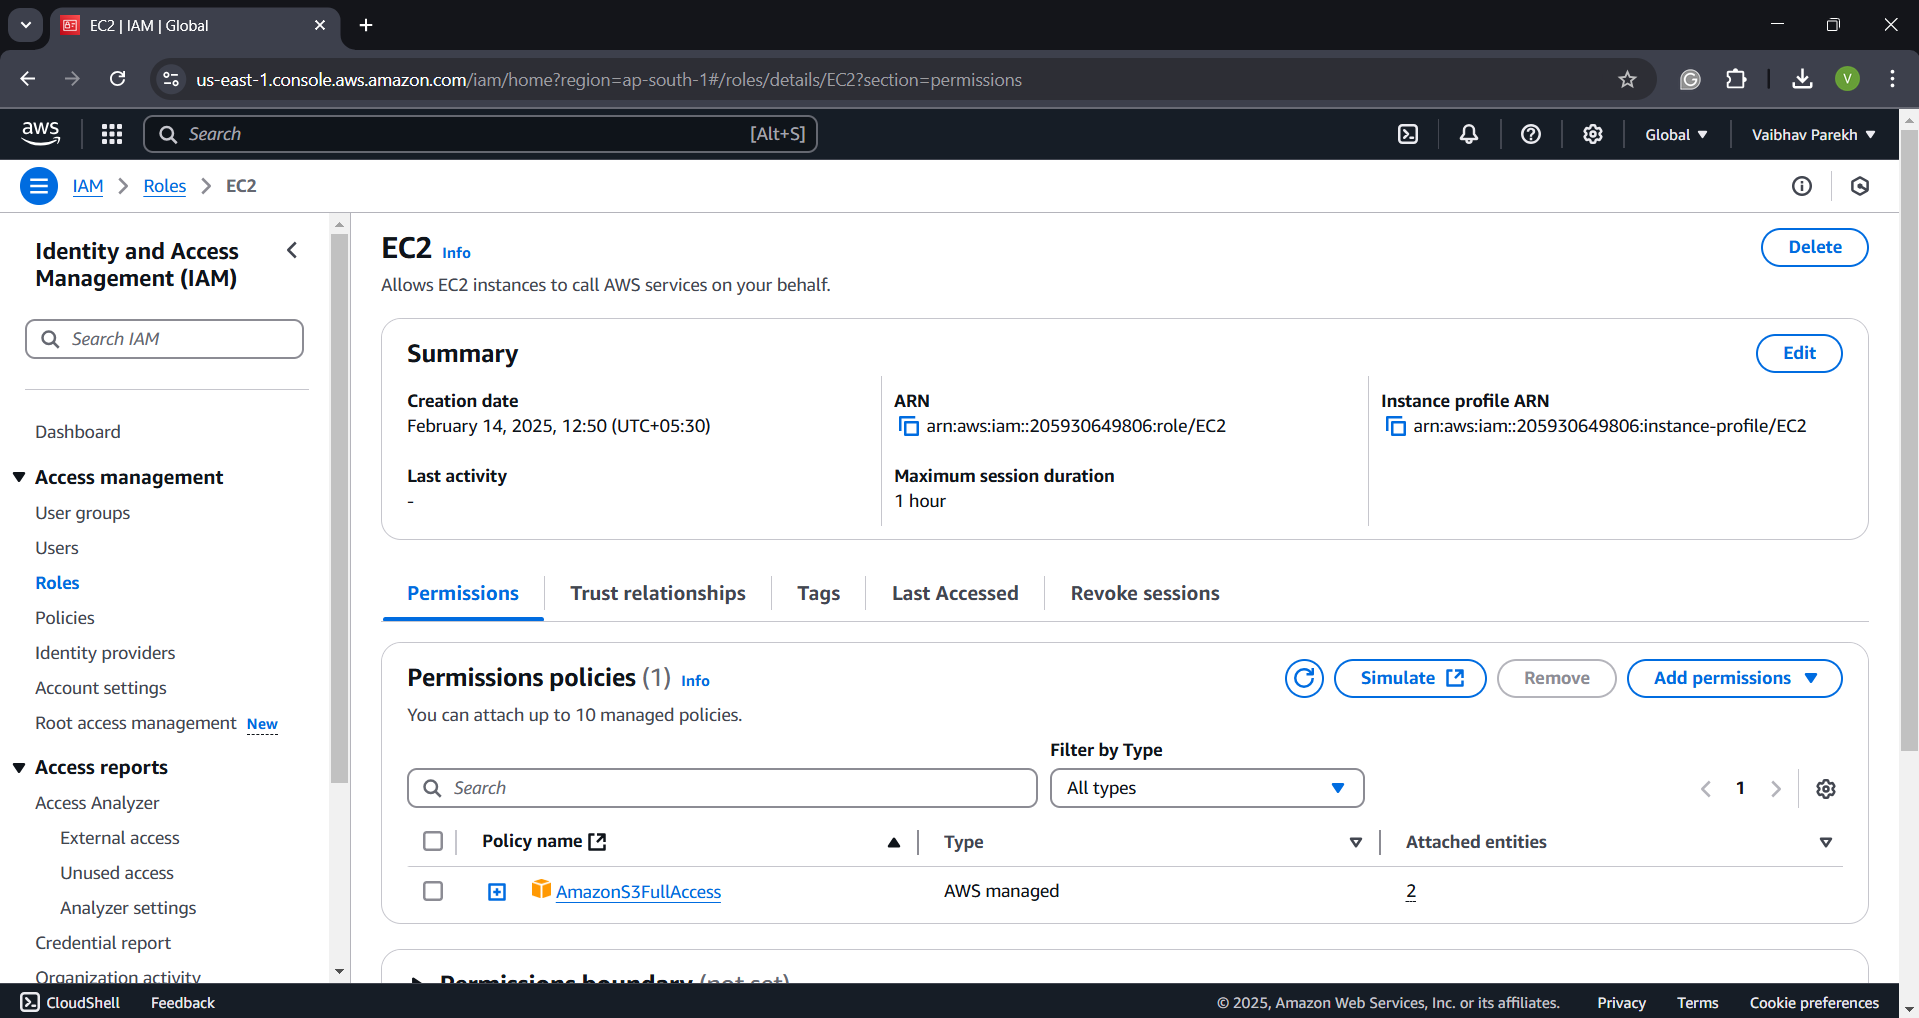 EC2 | IAM | Global
us-east-1.console.aws.amazon.com/iam/home?region=ap-south-1#/roles/details/EC2?section=permissions
V
aws
Search
[Alt+S]
Global
Vaibhav Parekh
IAM
Roles
EC2
Identity and Access
Management (IAM)
Search IAM
Dashboard
Access management
User groups
Users
Roles
Policies
Identity providers
Account settings
Root access management New
Access reports
Access Analyzer
External access
Unused access
Analyzer settings
Credential report
Organization activity
EC2 Info
Delete
Allows EC2 instances to call AWS services on your behalf.
Summary
Edit
Creation date
February 14, 2025, 12:50 (UTC+05:30)
ARN
arn:aws:iam::205930649806:role/EC2
Instance profile ARN
arn:aws:iam::205930649806:instance-profile/EC2
Last activity
-
Maximum session duration
1 hour
Permissions
Trust relationships
Tags
Last Accessed
Revoke sessions
Permissions policies (1) Info
Simulate
Remove
Add permissions
You can attach up to 10 managed policies.
Filter by Type
Search
All types
1
Policy name
Type
Attached entities
AmazonS3FullAccess
AWS managed
2
Permissions boundary (not set)
CloudShell
Feedback
© 2025, Amazon Web Services, Inc. or its affiliates.
Privacy
Terms
Cookie preferences